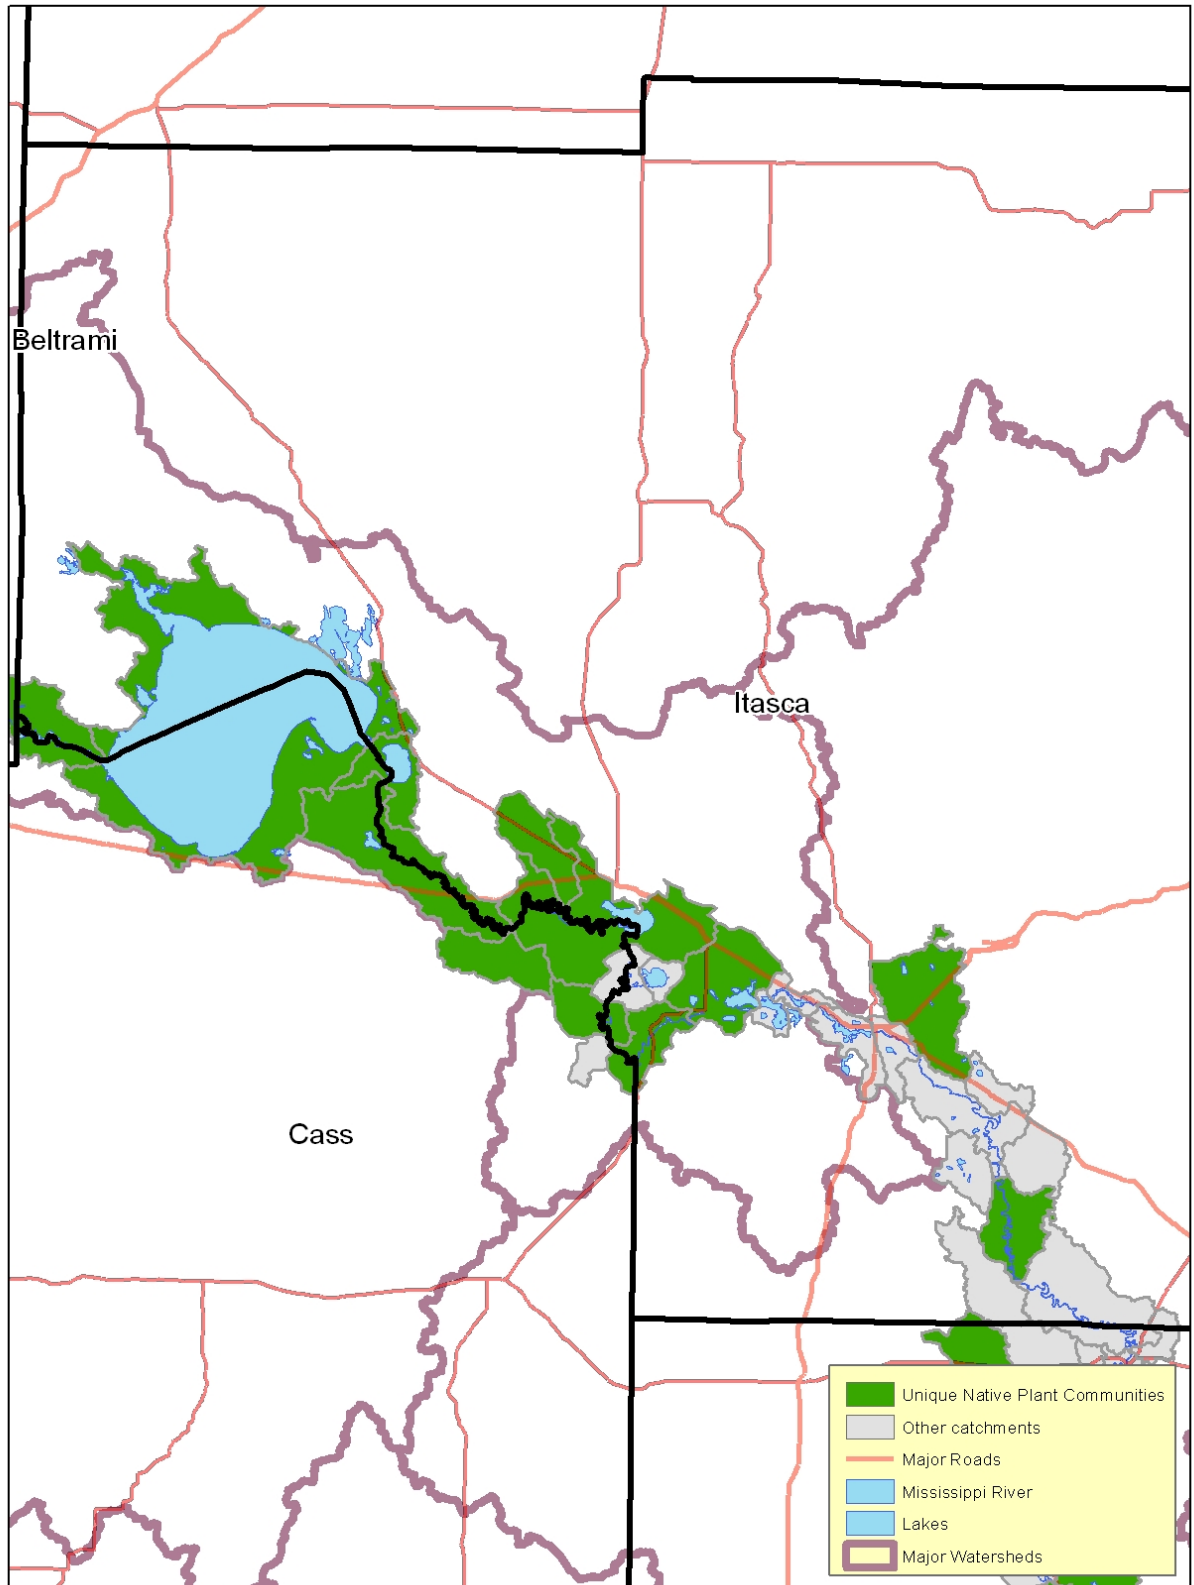 Beltrami
Itasca
Cass
Unique Native Plant Communities
Other catchments
Major Roads
Mississippi River
Lakes
Major Watersheds